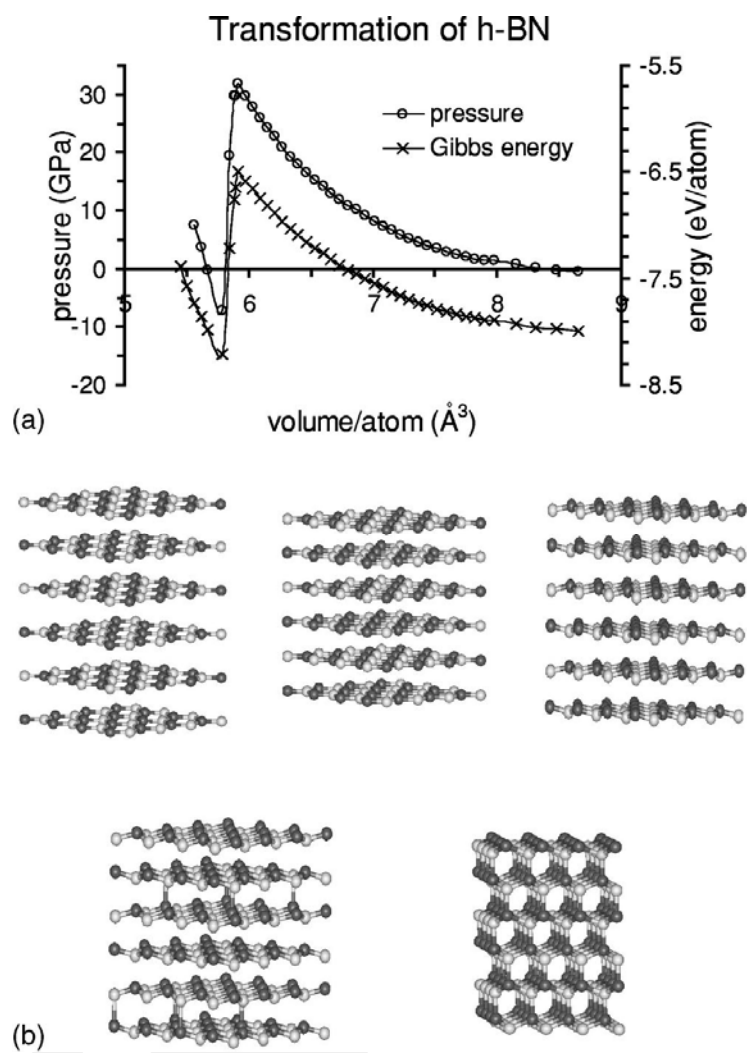 Transformation of h-BN
pressure (GPa)
30
20
10
0
-10
-20
5
6
7
8
9
pressure
Gibbs energy
-5.5
-6.5
-7.5
-8.5
energy (eV/atom)
volume/atom (Å³)
(a)
(b)